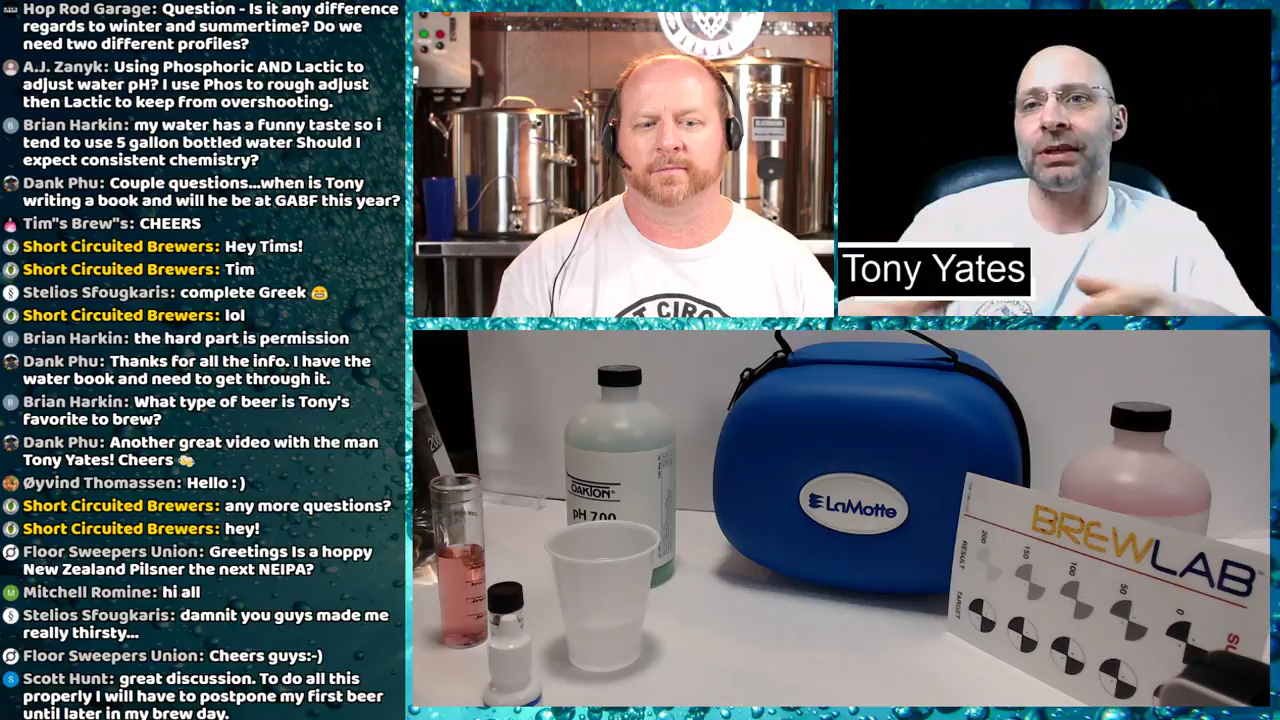 Hop Rod Garage: Question - Is it any difference
regards to winter and summertime? Do we
need two different profiles?
A.J. Zanyk: Using Phosphoric AND Lactic to
adjust water pH? I use Phos to rough adjust
then Lactic to keep from overshooting.
Brian Harkin: my water has a funny taste so i
tend to use 5 gallon bottled water Should I
expect consistent chemistry?
Dank Phu: Couple questions...when is Tony
writing a book and will he be at GABF this year?
Tim"s Brew"s: CHEERS
Short Circuited Brewers: Hey Tims!
Short Circuited Brewers: Tim
Stelios Sfougkaris: complete Greek 😅
Short Circuited Brewers: lol
Brian Harkin: the hard part is permission
Dank Phu: Thanks for all the info. I have the
water book and need to get through it.
Brian Harkin: What type of beer is Tony's
favorite to brew?
Dank Phu: Another great video with the man
Tony Yates! Cheers 🍻
Øyvind Thomassen: Hello : )
Short Circuited Brewers: any more questions?
Short Circuited Brewers: hey!
Floor Sweepers Union: Greetings Is a hoppy
New Zealand Pilsner the next NEIPA?
Mitchell Romine: hi all
Stelios Sfougkaris: damnit you guys made me
really thirsty...
Floor Sweepers Union: Cheers guys:-)
Scott Hunt: great discussion. To do all this
properly I will have to postpone my first beer
until later in my brew day.
Tony Yates
OAKTON
pH 7.00
LaMotte
BREWLAB
RESULT
200
150
100
50
0
TARGET